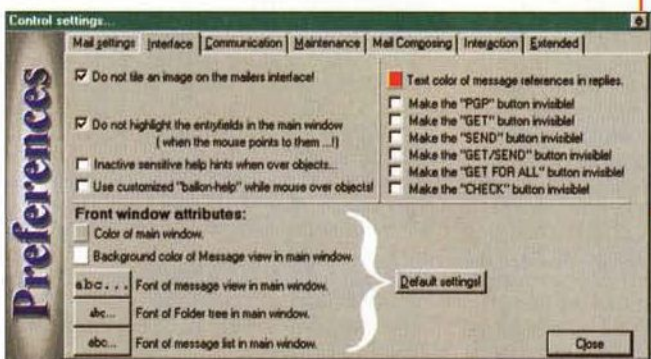 Control settings...
Mail settings Interface Communication Maintenance Mail Composing Interaction Extended
Preferences
Do not tile an image on the mailers interface!
Do not highlight the entryfields in the main window
( when the mouse points to them ...!)
Inactive sensitive help hints when over objects...
Use customized "ballon-help" while mouse over objects!
Text color of message references in replies.
Make the "PGP" button invisible!
Make the "GET" button invisible!
Make the "SEND" button invisible!
Make the "GET/SEND" button invisible!
Make the "GET FOR ALL" button invisible!
Make the "CHECK" button invisible!
Front window attributes:
Color of main window.
Background color of Message view in main window.
abc... Font of message view in main window.
abc... Font of Folder tree in main window.
abc... Font of message list in main window.
Default settings!
Close